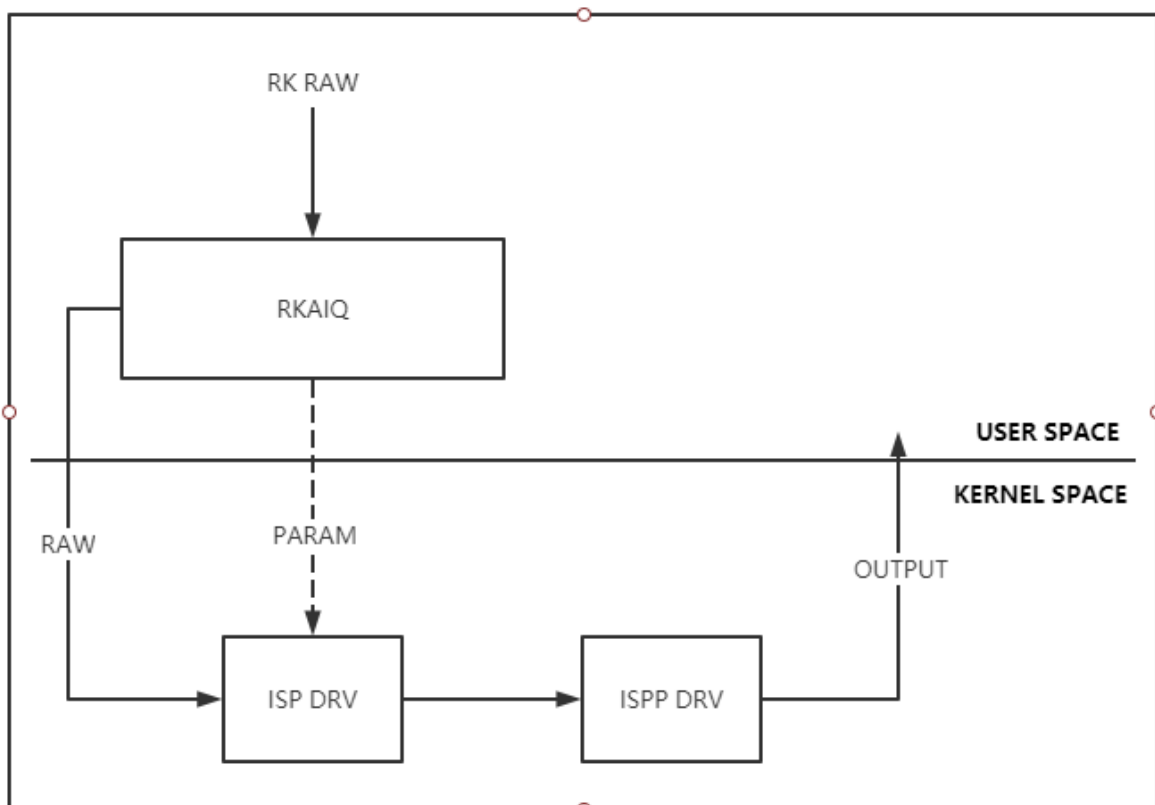 RK RAW
RKAIQ
USER SPACE
KERNEL SPACE
RAW
PARAM
OUTPUT
ISP DRV
ISPP DRV